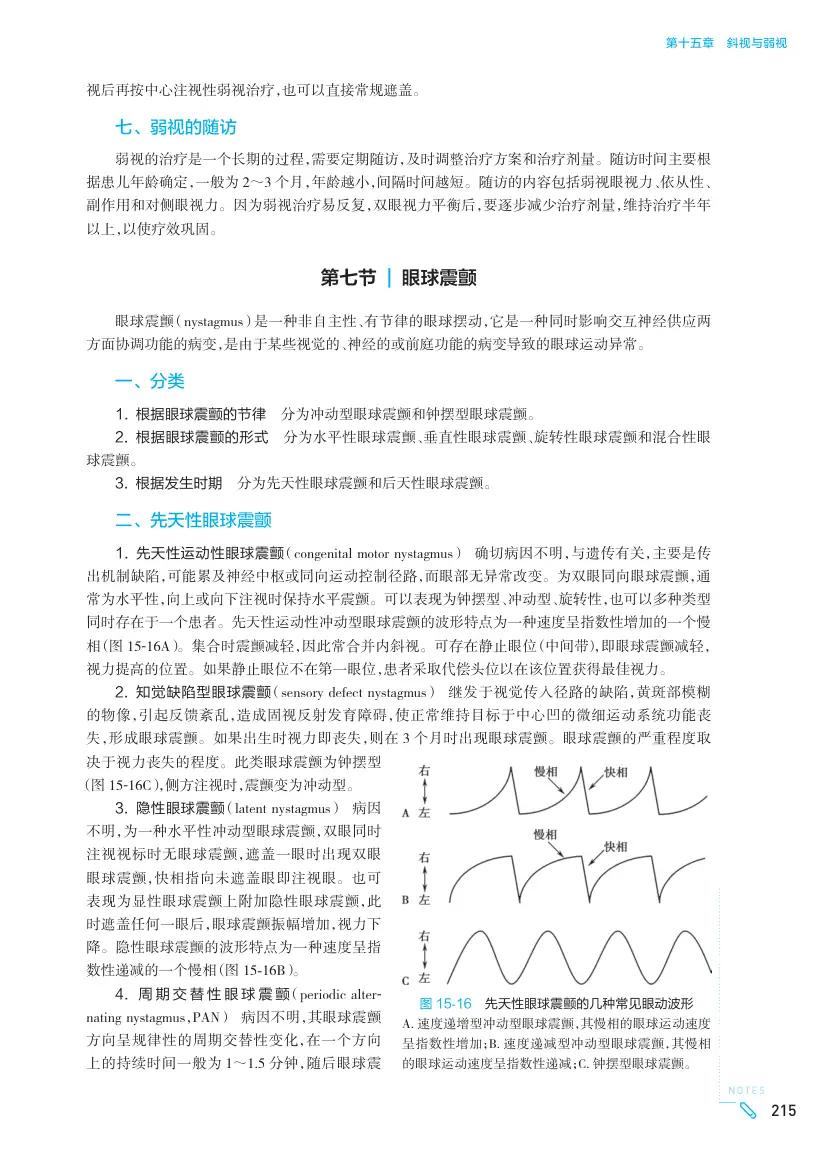 第十五章 斜视与弱视
视后再按中心注视性弱视治疗，也可以直接常规遮盖。
七、弱视的随访
弱视的治疗是一个长期的过程，需要定期随访，及时调整治疗方案和治疗剂量。随访时间主要根
据患儿年龄确定，一般为 2～3 个月，年龄越小，间隔时间越短。随访的内容包括弱视眼视力、依从性、
副作用和对侧眼视力。因为弱视治疗易反复，双眼视力平衡后，要逐步减少治疗剂量，维持治疗半年
以上，以使疗效巩固。
第七节 | 眼球震颤
眼球震颤（nystagmus）是一种非自主性、有节律的眼球摆动，它是一种同时影响交互神经供应两
方面协调功能的病变，是由于某些视觉的、神经的或前庭功能的病变导致的眼球运动异常。
一、分类
1. 根据眼球震颤的节律 分为冲动型眼球震颤和钟摆型眼球震颤。
2. 根据眼球震颤的形式 分为水平性眼球震颤、垂直性眼球震颤、旋转性眼球震颤和混合性眼
球震颤。
3. 根据发生时期 分为先天性眼球震颤和后天性眼球震颤。
二、先天性眼球震颤
1. 先天性运动性眼球震颤（congenital motor nystagmus） 确切病因不明，与遗传有关，主要是传
出机制缺陷，可能累及神经中枢或同向运动控制径路，而眼部无异常改变。为双眼同向眼球震颤，通
常为水平性，向上或向下注视时保持水平震颤。可以表现为钟摆型、冲动型、旋转性，也可以多种类型
同时存在于一个患者。先天性运动性冲动型眼球震颤的波形特点为一种速度呈指数性增加的一个慢
相（图 15-16A）。集合时震颤减轻，因此常合并内斜视。可存在静止眼位（中间带），即眼球震颤减轻，
视力提高的位置。如果静止眼位不在第一眼位，患者采取代偿头位以在该位置获得最佳视力。
2. 知觉缺陷型眼球震颤（sensory defect nystagmus） 继发于视觉传入径路的缺陷，黄斑部模糊
的物像，引起反馈紊乱，造成固视反射发育障碍，使正常维持目标于中心凹的微细运动系统功能丧
失，形成眼球震颤。如果出生时视力即丧失，则在 3 个月时出现眼球震颤。眼球震颤的严重程度取
决于视力丧失的程度。此类眼球震颤为钟摆型
（图 15-16C），侧方注视时，震颤变为冲动型。
3. 隐性眼球震颤（latent nystagmus） 病因
不明，为一种水平性冲动型眼球震颤，双眼同时
注视视标时无眼球震颤，遮盖一眼时出现双眼
眼球震颤，快相指向未遮盖眼即注视眼。也可
表现为显性眼球震颤上附加隐性眼球震颤，此
时遮盖任何一眼后，眼球震颤振幅增加，视力下
降。隐性眼球震颤的波形特点为一种速度呈指
数性递减的一个慢相（图 15-16B）。
4. 周期交替性眼球震颤（periodic alter-
nating nystagmus，PAN） 病因不明，其眼球震颤
方向呈规律性的周期交替性变化，在一个方向
上的持续时间一般为 1～1.5 分钟，随后眼球震
右 慢相 快相
A 左
慢相
右 快相
B 左
右
C 左
图 15-16 先天性眼球震颤的几种常见眼动波形
A. 速度递增型冲动型眼球震颤，其慢相的眼球运动速度
呈指数性增加；B. 速度递减型冲动型眼球震颤，其慢相
的眼球运动速度呈指数性递减；C. 钟摆型眼球震颤。
NOTES
215